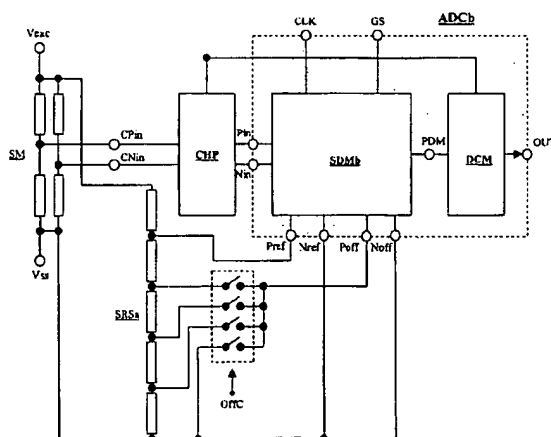 ADCb
CLK
GS
Vexc
CPin
CNin
SM
CHP
Pin
Nin
SDMb
PDM
DCM
OUT
Vss
Pref
Nref
Poff
Noff
SRSa
OffC